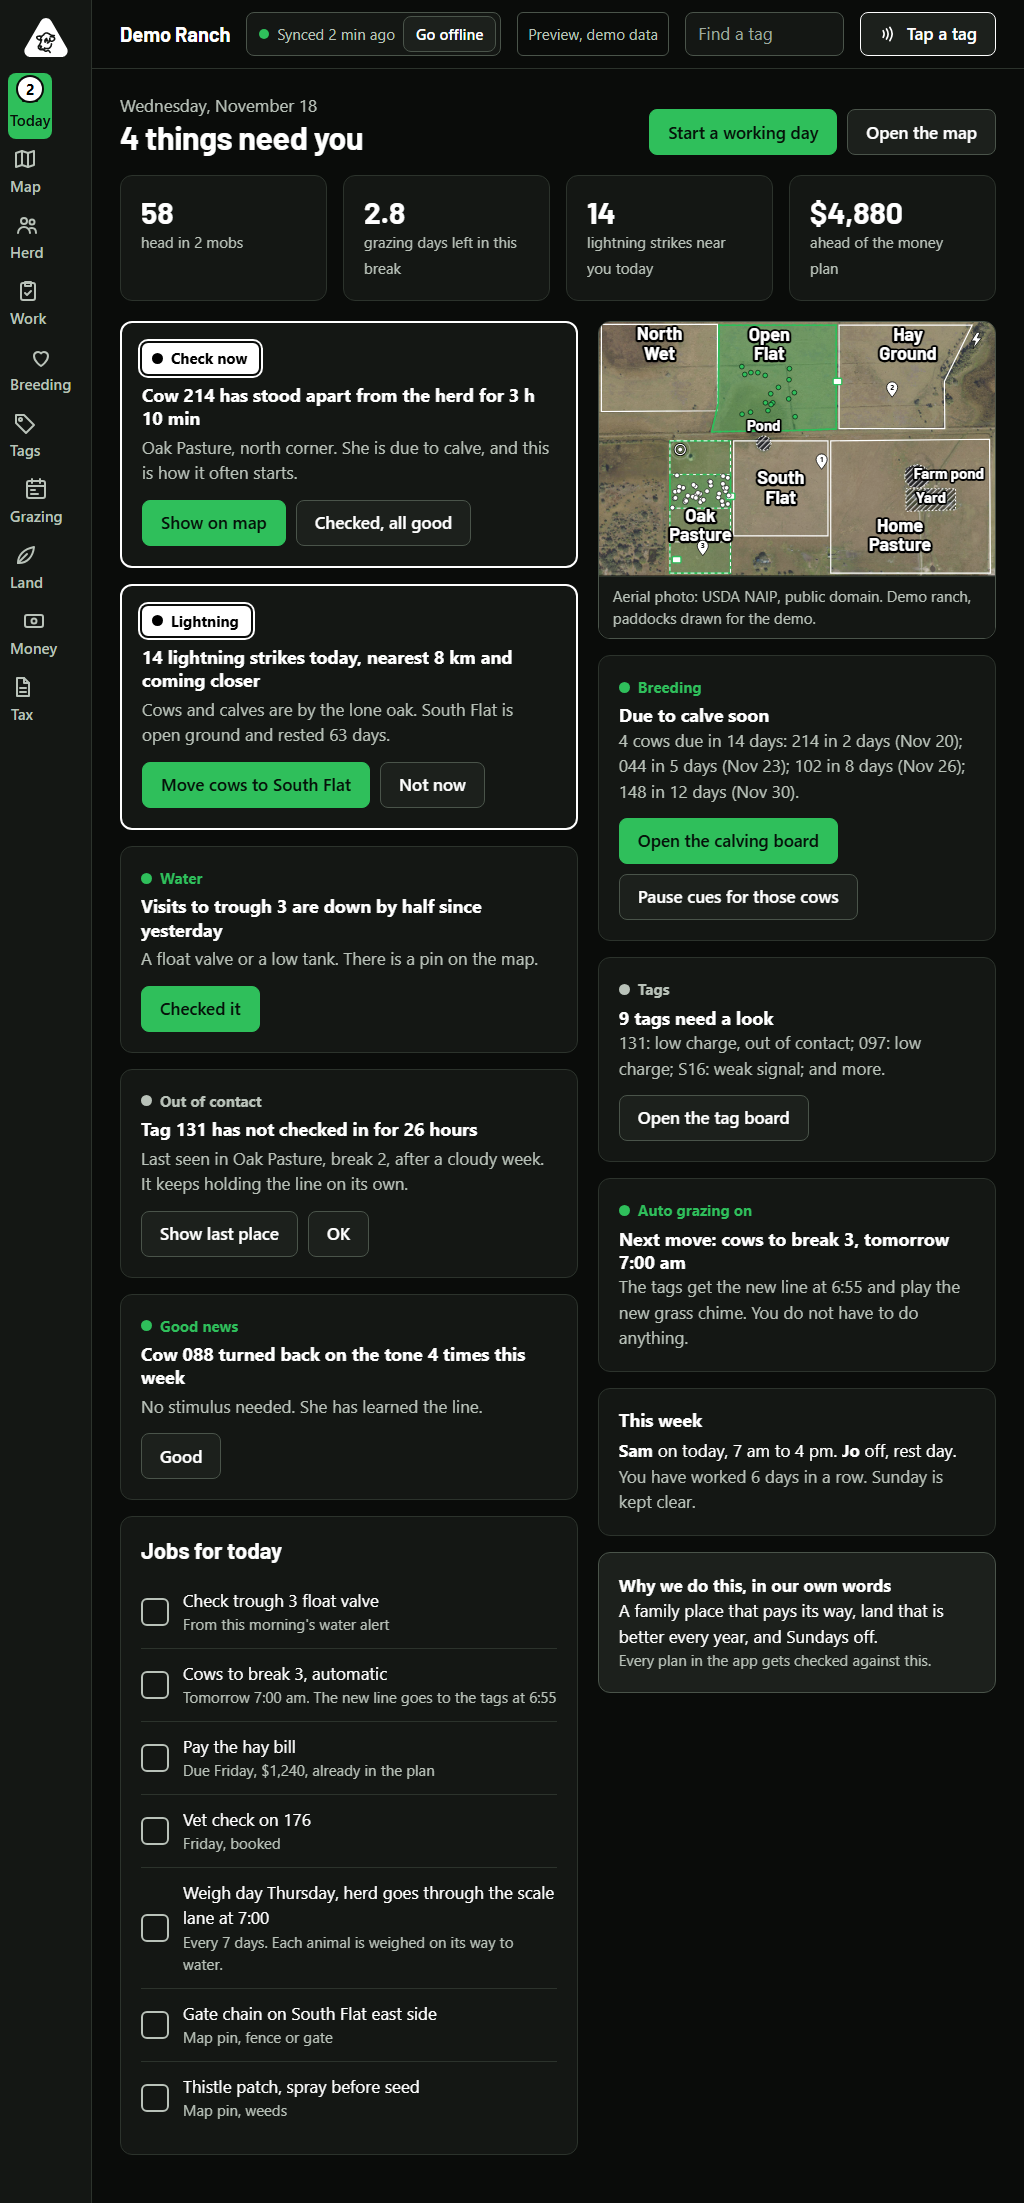 Demo Ranch
Synced 2 min ago
Go offline
Preview, demo data
Find a tag
Tap a tag
2
Today
Map
Herd
Work
Breeding
Tags
Grazing
Land
Money
Tax
Wednesday, November 18
4 things need you
Start a working day
Open the map
58
head in 2 mobs
2.8
grazing days left in this
break
14
lightning strikes near
you today
$4,880
ahead of the money
plan
Check now
Cow 214 has stood apart from the herd for 3 h
10 min
Oak Pasture, north corner. She is due to calve, and this
is how it often starts.
Show on map
Checked, all good
Lightning
14 lightning strikes today, nearest 8 km and
coming closer
Cows and calves are by the lone oak. South Flat is
open ground and rested 63 days.
Move cows to South Flat
Not now
Water
Visits to trough 3 are down by half since
yesterday
A float valve or a low tank. There is a pin on the map.
Checked it
Out of contact
Tag 131 has not checked in for 26 hours
Last seen in Oak Pasture, break 2, after a cloudy week.
It keeps holding the line on its own.
Show last place
OK
Good news
Cow 088 turned back on the tone 4 times this
week
No stimulus needed. She has learned the line.
Good
Jobs for today
Check trough 3 float valve
From this morning's water alert
Cows to break 3, automatic
Tomorrow 7:00 am. The new line goes to the tags at 6:55
Pay the hay bill
Due Friday, $1,240, already in the plan
Vet check on 176
Friday, booked
Weigh day Thursday, herd goes through the scale
lane at 7:00
Every 7 days. Each animal is weighed on its way to
water.
Gate chain on South Flat east side
Map pin, fence or gate
Thistle patch, spray before seed
Map pin, weeds
North
Wet
Open
Flat
Hay
Ground
2
Pond
1
South
Flat
Farm pond
Yard
Oak
Pasture
3
Home
Pasture
Aerial photo: USDA NAIP, public domain. Demo ranch,
paddocks drawn for the demo.
Breeding
Due to calve soon
4 cows due in 14 days: 214 in 2 days (Nov 20);
044 in 5 days (Nov 23); 102 in 8 days (Nov 26);
148 in 12 days (Nov 30).
Open the calving board
Pause cues for those cows
Tags
9 tags need a look
131: low charge, out of contact; 097: low
charge; S16: weak signal; and more.
Open the tag board
Auto grazing on
Next move: cows to break 3, tomorrow
7:00 am
The tags get the new line at 6:55 and play the
new grass chime. You do not have to do
anything.
This week
Sam on today, 7 am to 4 pm. Jo off, rest day.
You have worked 6 days in a row. Sunday is
kept clear.
Why we do this, in our own words
A family place that pays its way, land that is
better every year, and Sundays off.
Every plan in the app gets checked against this.